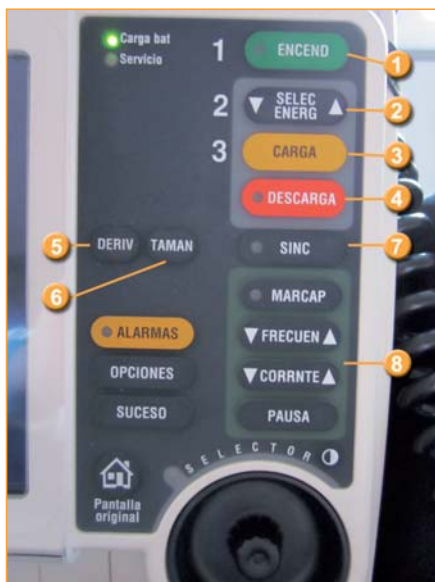 Carga bat
Servicio
1 ENCEND 1
2 SELEC ENERG 2
3 CARGA 3
DESCARGA 4
5 DERIV TAMAN
6
SINC 7
MARCAP
ALARMAS
FRECUEN
8
OPCIONES
CORRNTE
SUCESO
PAUSA
SELECTOR
Pantalla
original